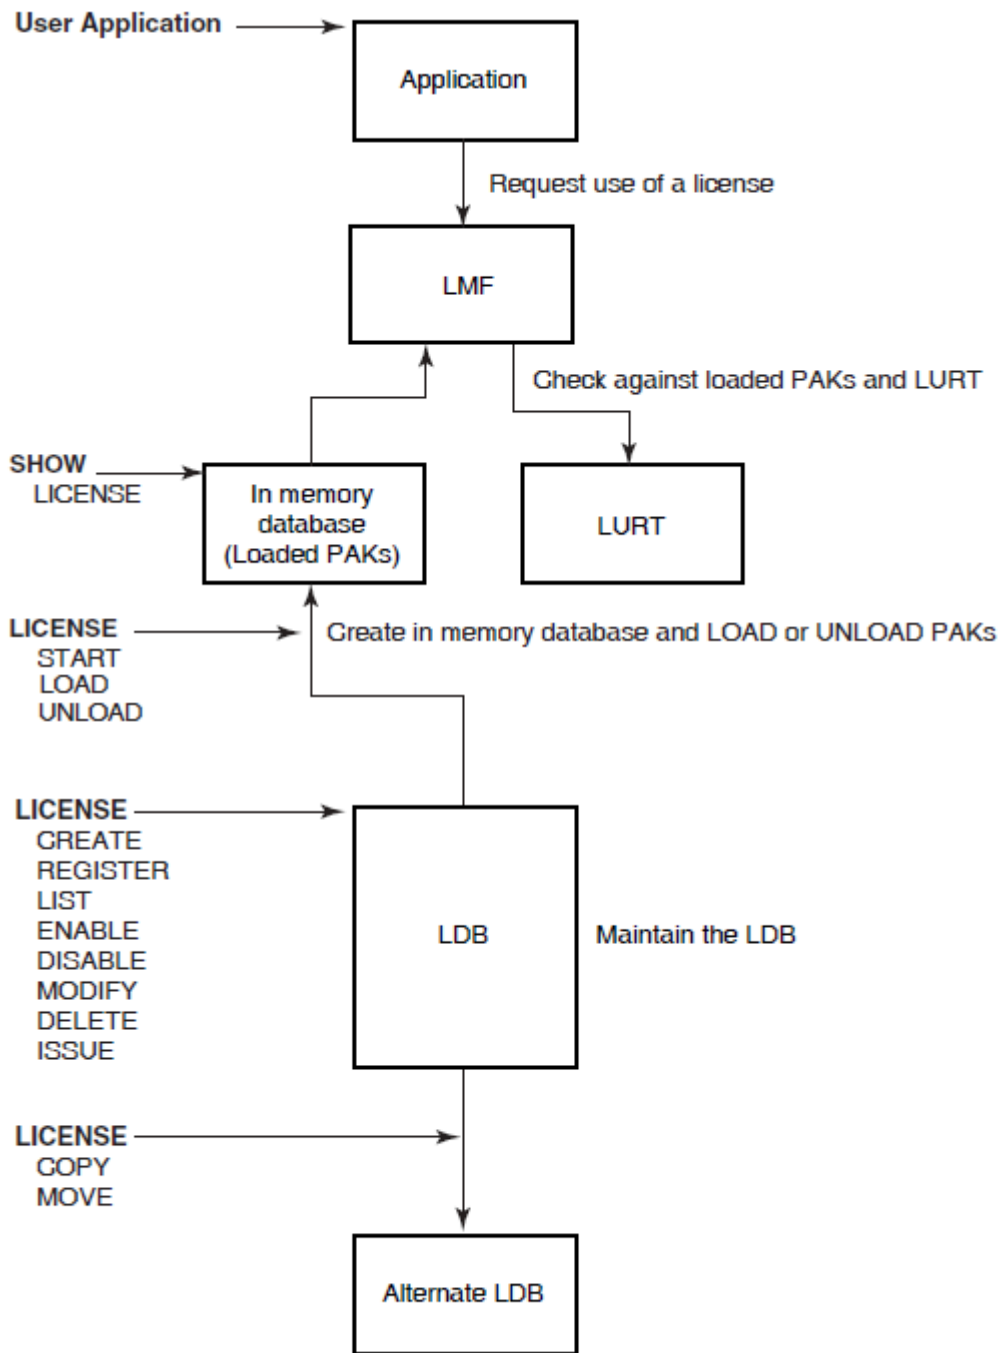 User Application
Application
Request use of a license
LMF
Check against loaded PAKs and LURT
SHOW
LICENSE
In memory
database
(Loaded PAKs)
LURT
LICENSE
START
LOAD
UNLOAD
Create in memory database and LOAD or UNLOAD PAKs
LICENSE
CREATE
REGISTER
LIST
ENABLE
DISABLE
MODIFY
DELETE
ISSUE
LDB
Maintain the LDB
LICENSE
COPY
MOVE
Alternate LDB